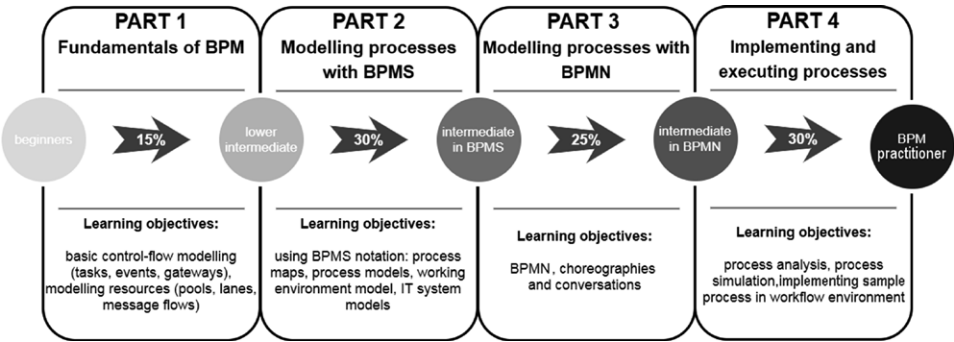 PART 1
Fundamentals of BPM
PART 2
Modelling processes
with BPMS
PART 3
Modelling processes with
BPMN
PART 4
Implementing and
executing processes
beginners
15%
lower
intermediate
30%
intermediate
in BPMS
25%
intermediate
in BPMN
30%
BPM
practitioner
Learning objectives:
basic control-flow modelling
(tasks, events, gateways),
modelling resources (pools, lanes,
message flows)
Learning objectives:
using BPMS notation: process
maps, process models, working
environment model, IT system
models
Learning objectives:
BPMN, choreographies
and conversations
Learning objectives:
process analysis, process
simulation,implementing sample
process in workflow environment